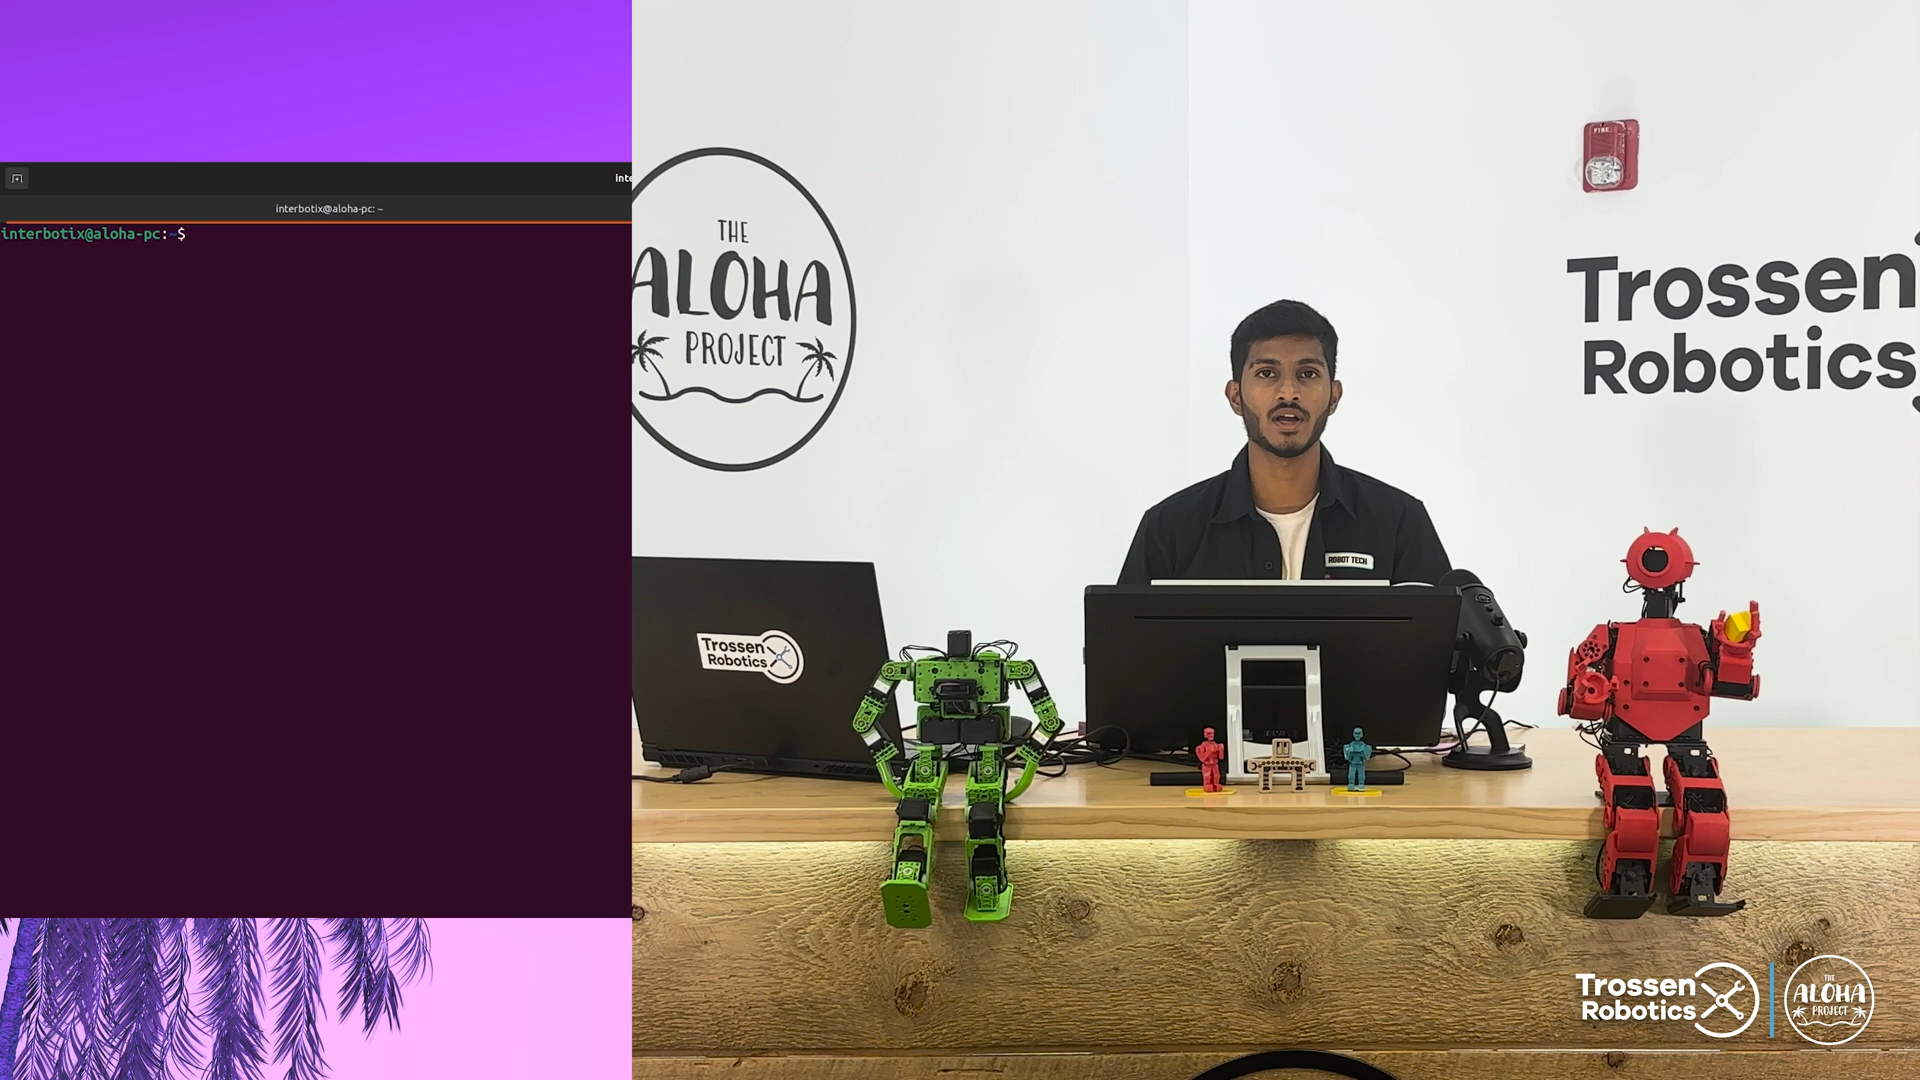 inte
interbotix@aloha-pc: ~
interbotix@aloha-pc:~$
THE
ALOHA
PROJECT
FIRE
Trossen
Robotics
ROBOT TECH
Trossen
Robotics
Trossen
Robotics
THE
ALOHA
PROJECT